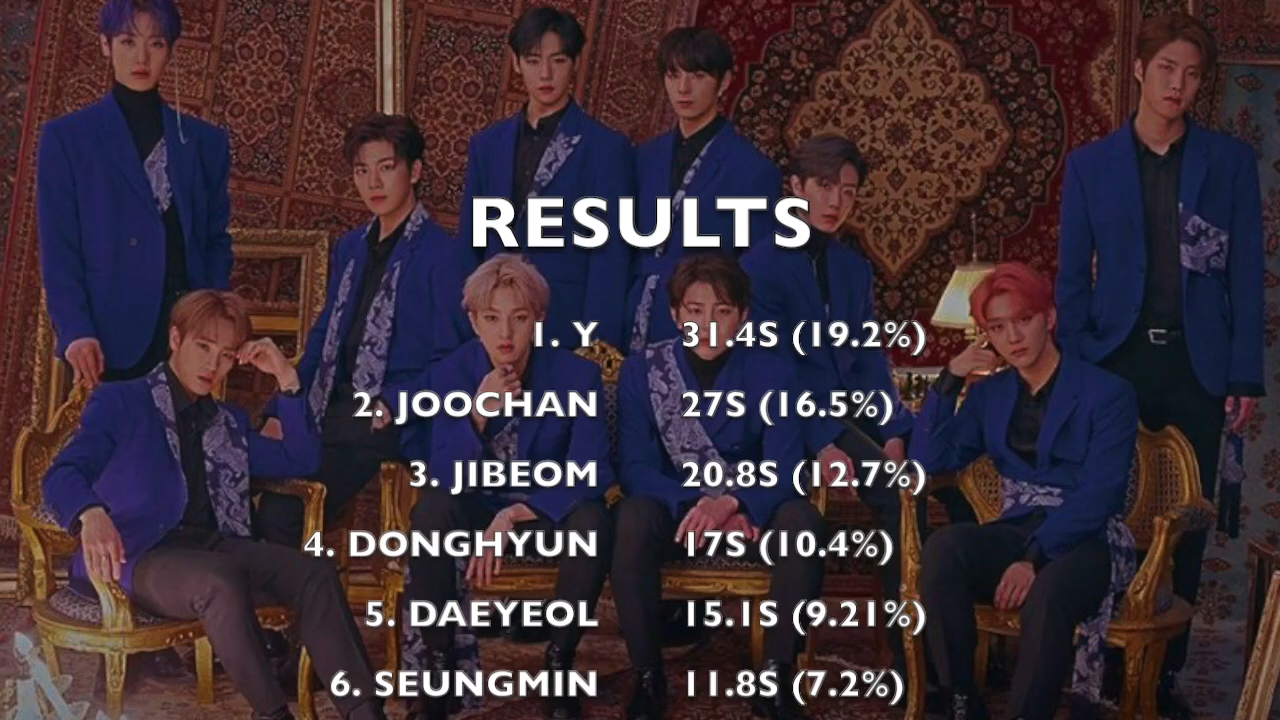 RESULTS
1. Y 31.4S (19.2%)
2. JOOCHAN 27S (16.5%)
3. JIBEOM 20.8S (12.7%)
4. DONGHYUN 17S (10.4%)
5. DAEYEOL 15.1S (9.21%)
6. SEUNGMIN 11.8S (7.2%)